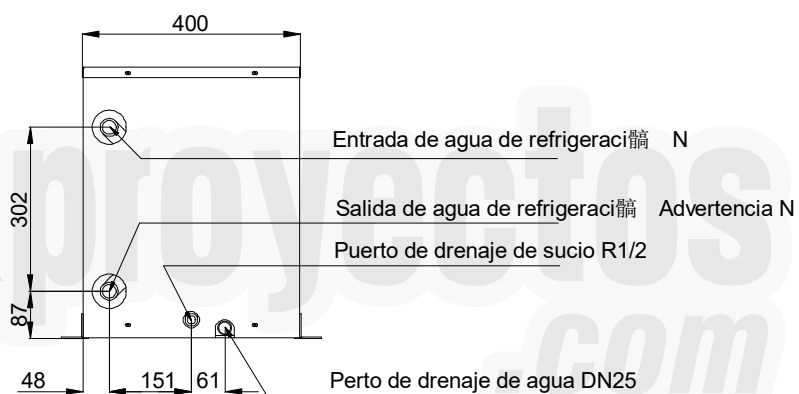 400
Entrada de agua de refrigeraci髇 N
302
Salida de agua de refrigeraci髇 Advertencia N
Puerto de drenaje de sucio R1/2
87
48 151 61 Perto de drenaje de agua DN25
proyectos
.com